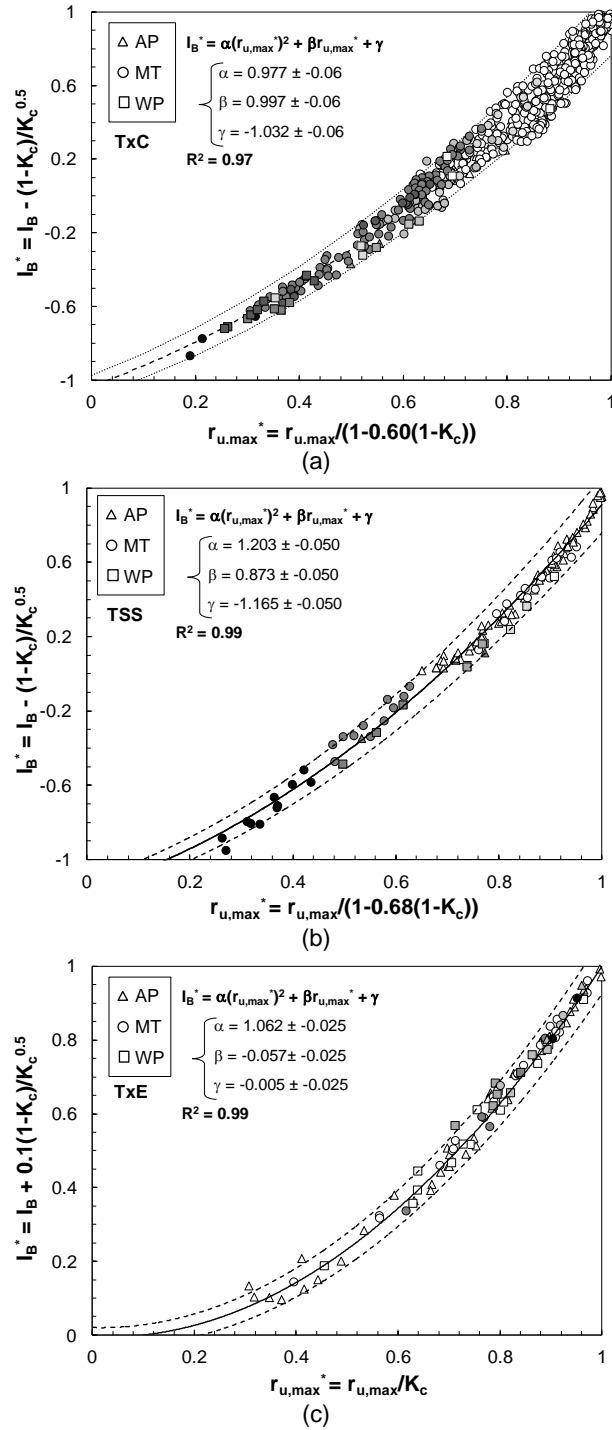 1
0.6
0.2
-0.2
-0.6
-1
I_B* = I_B - (1-K_c)/K_c^0.5
AP
MT
WP
TxC
I_B* = α(r_u,max*)² + βr_u,max* + γ
α = 0.977 ± -0.06
β = 0.997 ± -0.06
γ = -1.032 ± -0.06
R² = 0.97
0 0.2 0.4 0.6 0.8 1
r_u.max* = r_u.max/(1-0.60(1-K_c))
(a)
1
0.6
0.2
-0.2
-0.6
-1
I_B* = I_B - (1-K_c)/K_c^0.5
AP
MT
WP
TSS
I_B* = α(r_u,max*)² + βr_u,max* + γ
α = 1.203 ± -0.050
β = 0.873 ± -0.050
γ = -1.165 ± -0.050
R² = 0.99
0 0.2 0.4 0.6 0.8 1
r_u,max* = r_u,max/(1-0.68(1-K_c))
(b)
1
0.8
0.6
0.4
0.2
0
I_B* = I_B + 0.1(1-K_c)/K_c^0.5
AP
MT
WP
TxE
I_B* = α(r_u,max*)² + βr_u,max* + γ
α = 1.062 ± -0.025
β = -0.057± -0.025
γ = -0.005 ± -0.025
R² = 0.99
0 0.2 0.4 0.6 0.8 1
r_u,max* = r_u,max/K_c
(c)